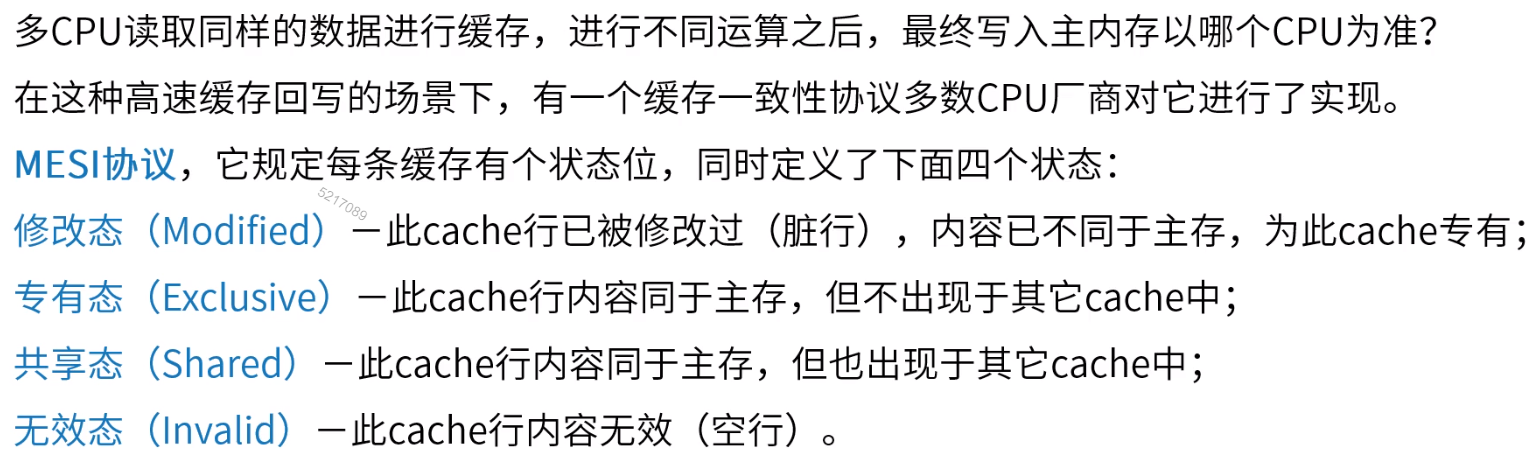 多CPU读取同样的数据进行缓存，进行不同运算之后，最终写入主内存以哪个CPU为准？
在这种高速缓存回写的场景下，有一个缓存一致性协议多数CPU厂商对它进行了实现。
MESI协议，它规定每条缓存有个状态位，同时定义了下面四个状态：
5217089
修改态（Modified）—此cache行已被修改过（脏行），内容已不同于主存，为此cache专有；
专有态（Exclusive）—此cache行内容同于主存，但不出现于其它cache中；
共享态（Shared）—此cache行内容同于主存，但也出现于其它cache中；
无效态（Invalid）—此cache行内容无效（空行）。